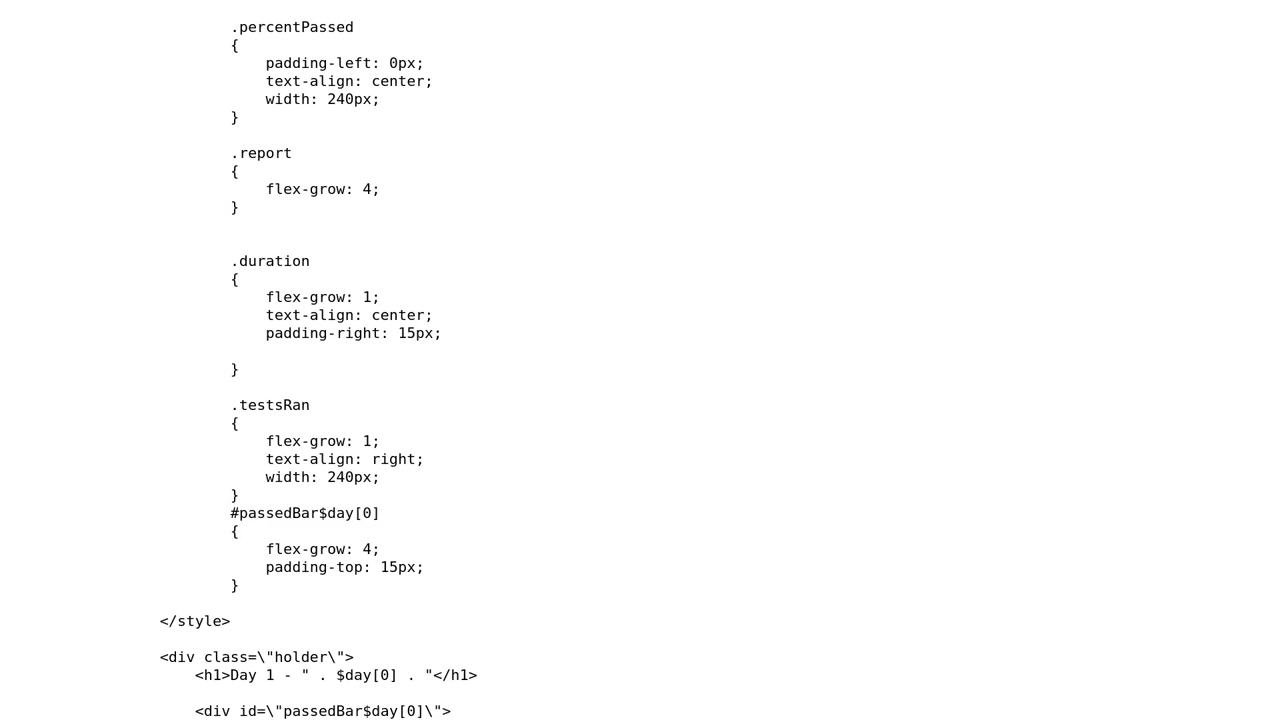 .percentPassed
{
padding-left: 0px;
text-align: center;
width: 240px;
}
.report
{
flex-grow: 4;
}
.duration
{
flex-grow: 1;
text-align: center;
padding-right: 15px;
}
.testsRan
{
flex-grow: 1;
text-align: right;
width: 240px;
}
#passedBar$day[0]
{
flex-grow: 4;
padding-top: 15px;
}
</style>
<div class=\"holder\">
<h1>Day 1 - " . $day[0] . "</h1>
<div id=\"passedBar$day[0]\">